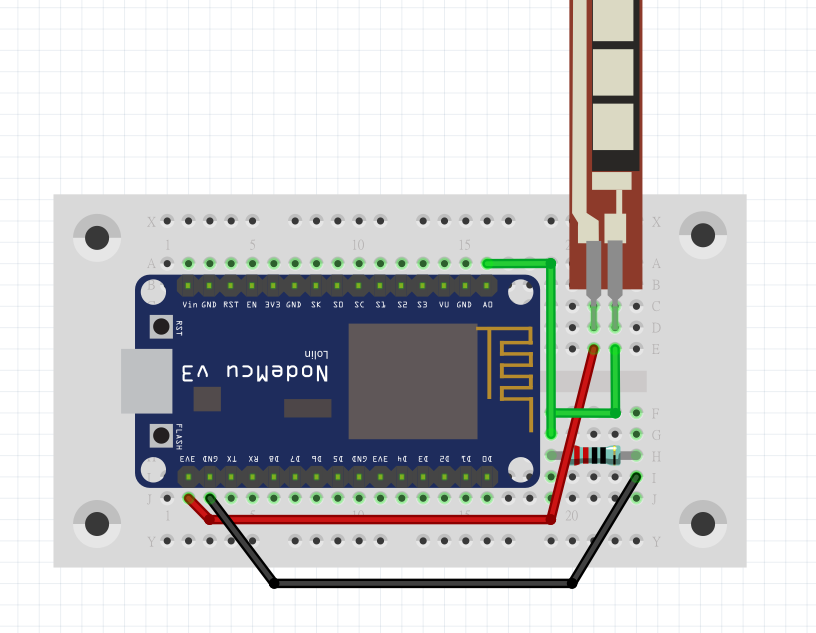 X X
1 5 10 15
A A
B B
Vin GND RST EN 3V3 GND SK SO SC S1 S2 S3 VU GND A0
C
D
RST
E
Lolin
NodeMcu v3
F
FLASH
G
3V3 GND TX RX D8 D7 D6 D5 GND 3V3 D4 D3 D2 D1 D0
H
I
J J
1 10 20
Y Y